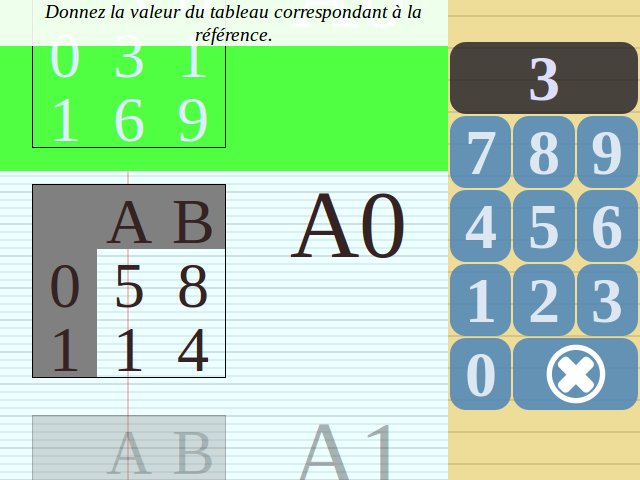 Donnez la valeur du tableau correspondant à la
référence.
0 3 1
1 6 9
A B
0 5 8
1 1 4
A0
A B
A1
3
7 8 9
4 5 6
1 2 3
0